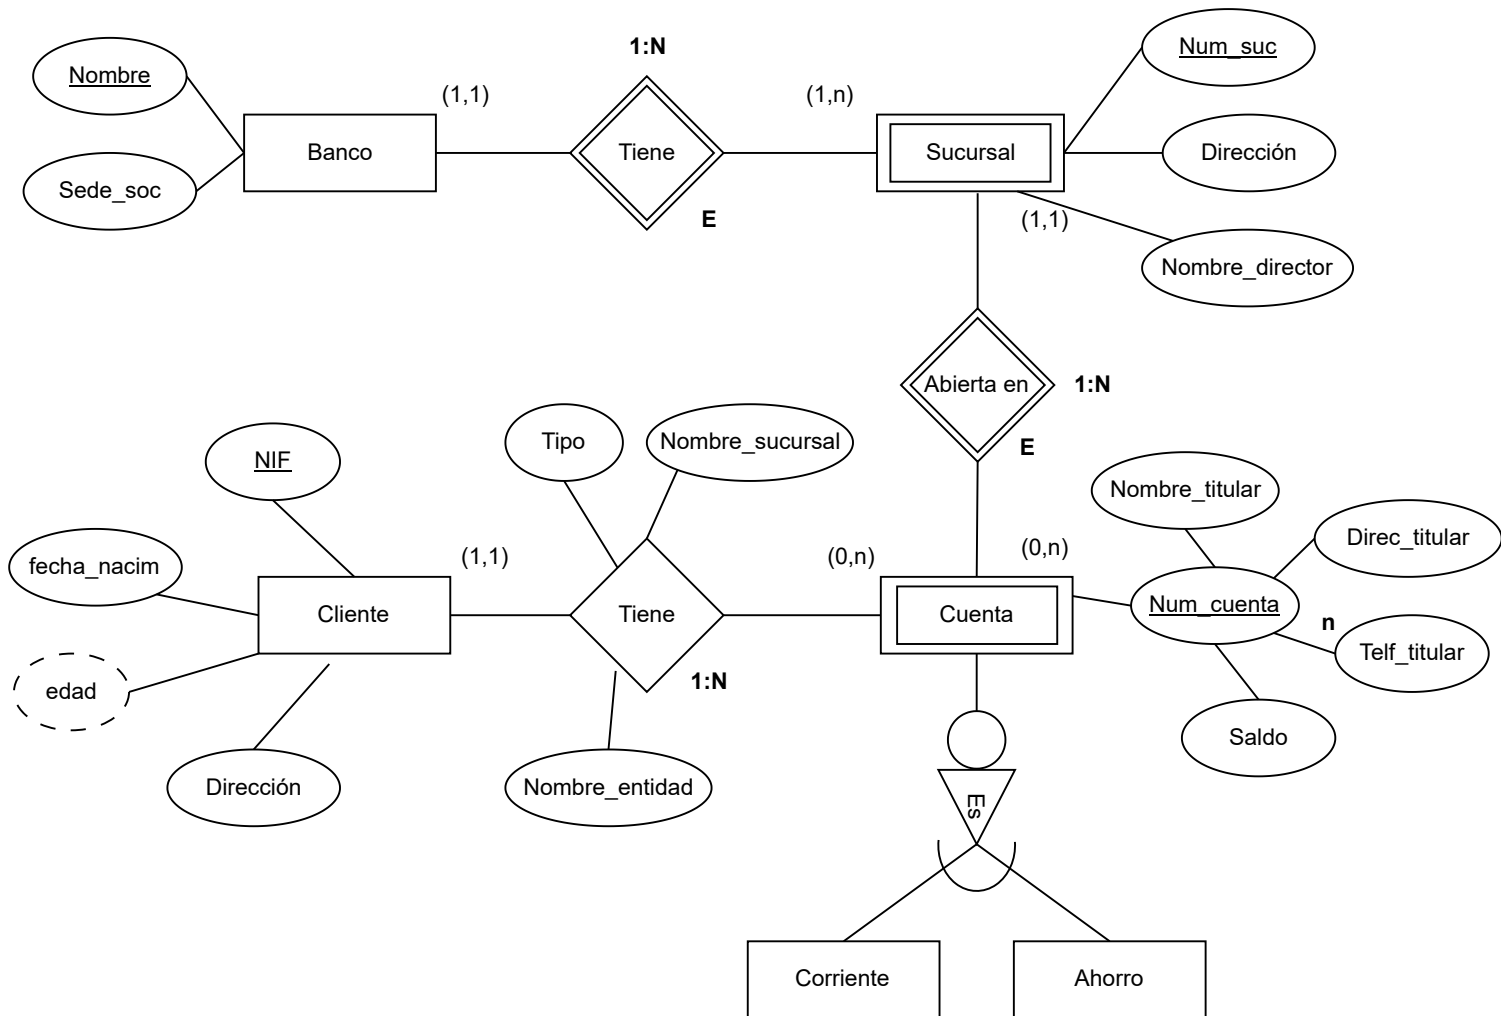 1:N
Num_suc
Nombre
(1,1)
(1,n)
Banco
Tiene
Sucursal
Dirección
Sede_soc
E
(1,1)
Nombre_director
Abierta en
1:N
Tipo
Nombre_sucursal
E
NIF
Nombre_titular
Direc_titular
fecha_nacim
(1,1)
(0,n)
(0,n)
Cliente
Tiene
Cuenta
Num_cuenta
n
Telf_titular
edad
1:N
Saldo
Dirección
Nombre_entidad
Es
Corriente
Ahorro